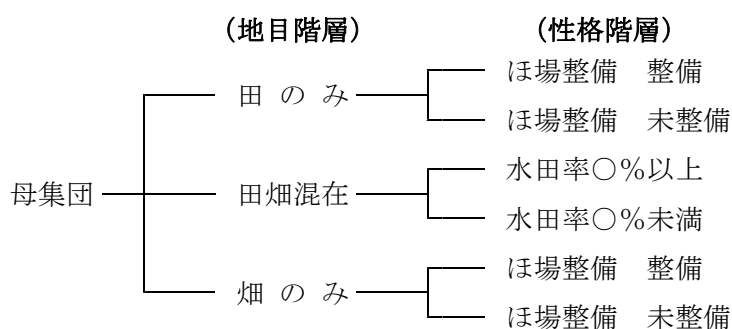 (地目階層) (性格階層)
ほ場整備 整備
田 の み
ほ場整備 未整備
水田率○%以上
母集団 田畑混在
水田率○%未満
ほ場整備 整備
畑 の み
ほ場整備 未整備